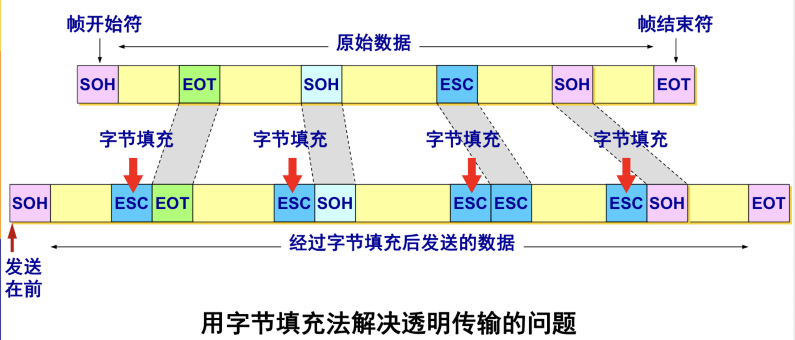 帧开始符
帧结束符
原始数据
SOH EOT SOH ESC SOH EOT
字节填充 字节填充 字节填充 字节填充
SOH ESC EOT ESC SOH ESC ESC ESC SOH EOT
经过字节填充后发送的数据
发送
在前
用字节填充法解决透明传输的问题